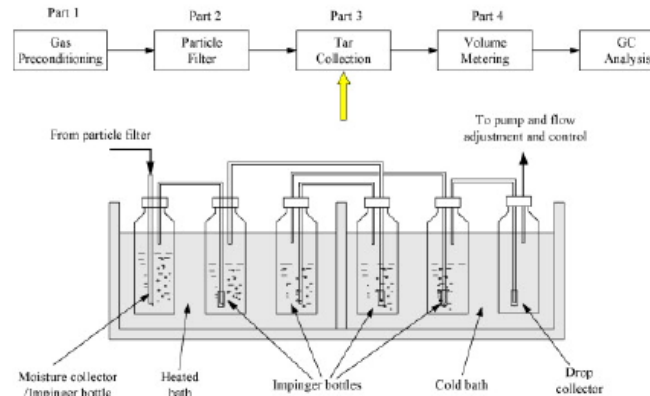 Part 1
Part 2
Part 3
Part 4
Gas
Preconditioning
Particle
Filter
Tar
Collection
Volume
Metering
GC
Analysis
From particle filter
To pump and flow
adjustment and control
Moisture collector
/Impinger bottle
Heated
bath
Impinger bottles
Cold bath
Drop
collector